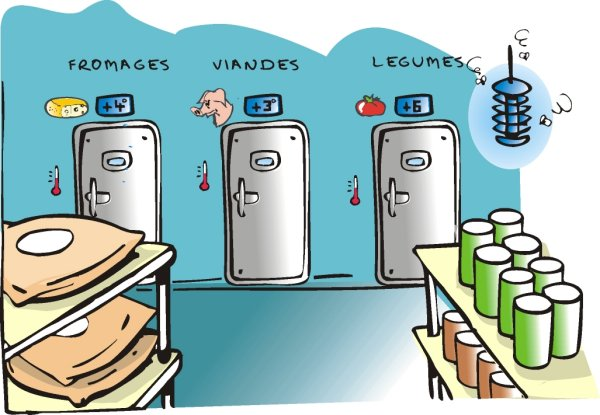 FROMAGES
VIANDES
LEGUMES
+4°
+3°
+6